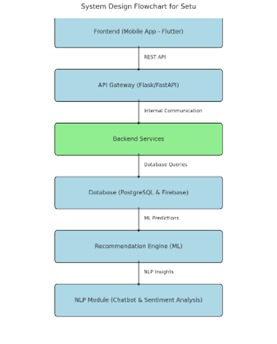 System Design Flowchart for Setu
Frontend (Mobile App - Flutter)
REST API
API Gateway (Flask/FastAPI)
Internal Communication
Backend Services
Database Queries
Database (PostgreSQL & Firebase)
ML Predictions
Recommendation Engine (ML)
NLP Insights
NLP Module (Chatbot & Sentiment Analysis)